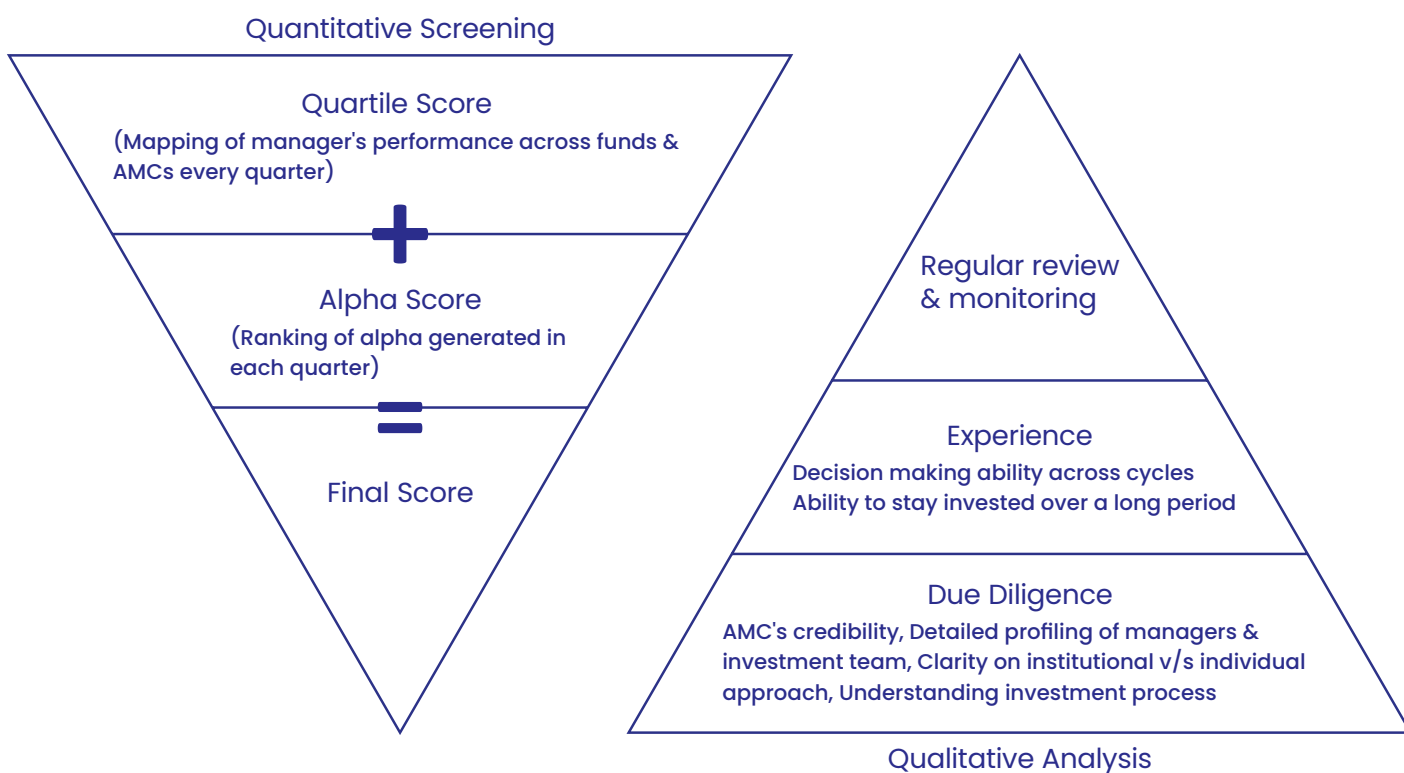 Quantitative Screening
Quartile Score
(Mapping of manager's performance across funds &
AMCs every quarter)
+
Alpha Score
(Ranking of alpha generated in
each quarter)
=
Final Score
Regular review
& monitoring
Experience
Decision making ability across cycles
Ability to stay invested over a long period
Due Diligence
AMC's credibility, Detailed profiling of managers &
investment team, Clarity on institutional v/s individual
approach, Understanding investment process
Qualitative Analysis